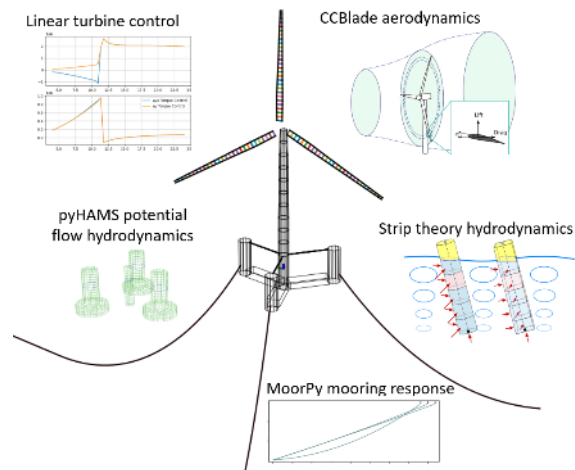 Linear turbine control
CCBlade aerodynamics
Lift
Drag
pyHAMS potential
flow hydrodynamics
Strip theory hydrodynamics
MoorPy mooring response